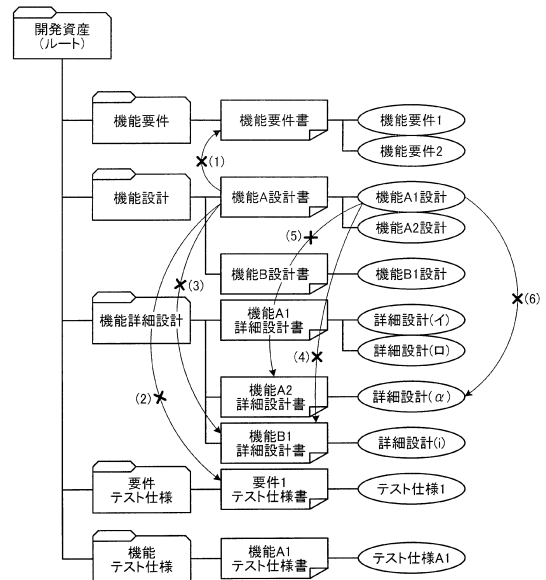 開発資産
(ルート)
機能要件
機能要件書
機能要件1
機能要件2
(1)
機能設計
機能A設計書
機能A1設計
機能A2設計
(5)
機能B設計書
機能B1設計
(3)
(6)
機能詳細設計
機能A1
詳細設計書
詳細設計(イ)
詳細設計(ロ)
(4)
(2)
機能A2
詳細設計書
詳細設計(α)
機能B1
詳細設計書
詳細設計(i)
要件
テスト仕様
要件1
テスト仕様書
テスト仕様1
機能
テスト仕様
機能A1
テスト仕様書
テスト仕様A1